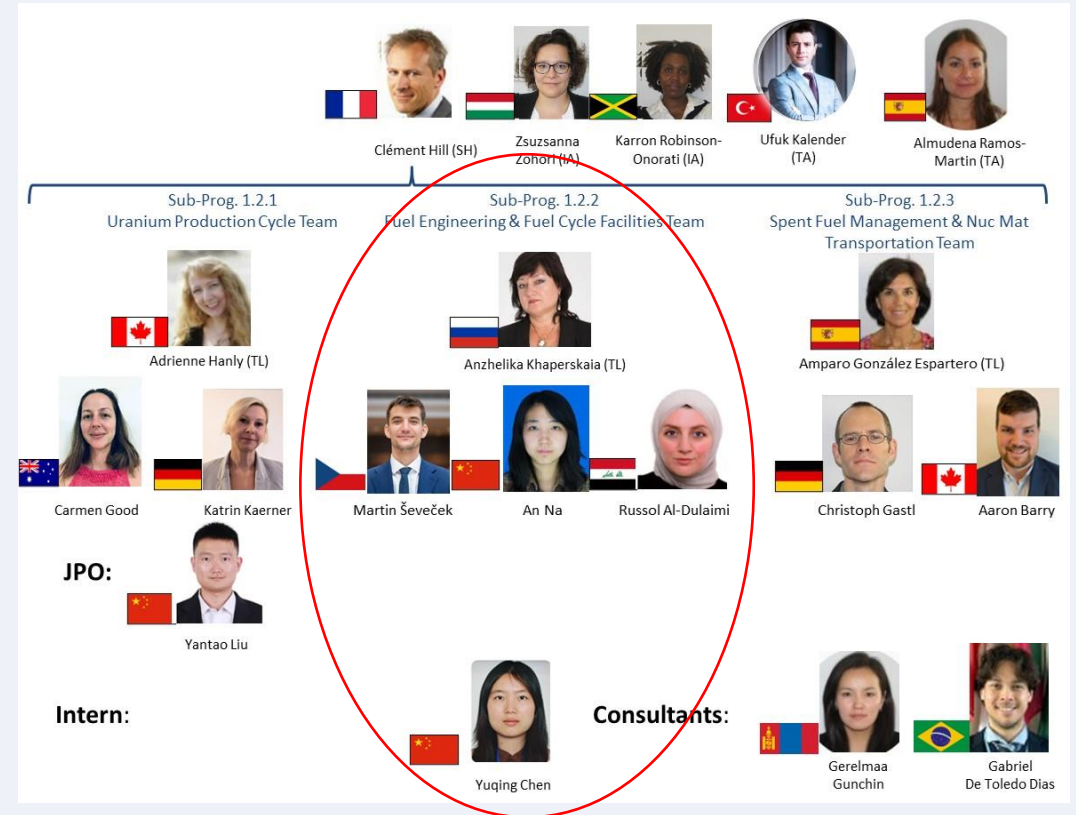 Clément Hill (SH)
Zsuzsanna
Zohori (IA)
Karron Robinson-
Onorati (IA)
Ufuk Kalender
(TA)
Almudena Ramos-
Martin (TA)
Sub-Prog. 1.2.1
Uranium Production Cycle Team
Sub-Prog. 1.2.2
Fuel Engineering & Fuel Cycle Facilities Team
Sub-Prog. 1.2.3
Spent Fuel Management & Nuc Mat
Transportation Team
Adrienne Hanly (TL)
Anzhelika Khaperskaia (TL)
Amparo González Espartero (TL)
Carmen Good
Katrin Kaerner
Martin Ševeček
An Na
Russol Al-Dulaimi
Christoph Gastl
Aaron Barry
JPO:
Yantao Liu
Intern:
Yuqing Chen
Consultants:
Gerelmaa
Gunchin
Gabriel
De Toledo Dias